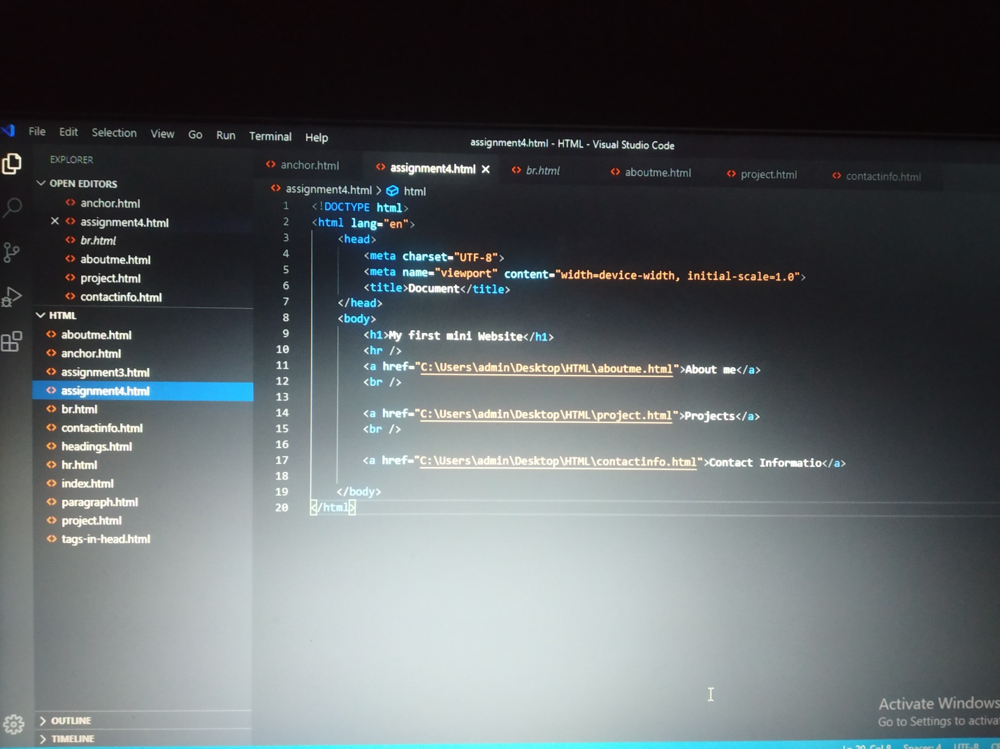 File Edit Selection View Go Run Terminal Help
assignment4.html - HTML - Visual Studio Code
EXPLORER
OPEN EDITORS
anchor.html
assignment4.html
br.html
aboutme.html
project.html
contactinfo.html
HTML
aboutme.html
anchor.html
assignment3.html
assignment4.html
br.html
contactinfo.html
headings.html
hr.html
index.html
paragraph.html
project.html
tags-in-head.html
OUTLINE
TIMELINE
anchor.html assignment4.html br.html aboutme.html project.html contactinfo.html
assignment4.html > html
1 <!DOCTYPE html>
2 <html lang="en">
3 <head>
4 <meta charset="UTF-8">
5 <meta name="viewport" content="width=device-width, initial-scale=1.0">
6 <title>Document</title>
7 </head>
8 <body>
9 <h1>My first mini Website</h1>
10 <hr />
11 <a href="C:\Users\admin\Desktop\HTML\aboutme.html">About me</a>
12 <br />
13
14 <a href="C:\Users\admin\Desktop\HTML\project.html">Projects</a>
15 <br />
16
17 <a href="C:\Users\admin\Desktop\HTML\contactinfo.html">Contact Informatio</a>
18
19 </body>
20 </html>
Activate Windows
Go to Settings to activa
Ln 20, Col 8 Spaces: 4 UTF-8